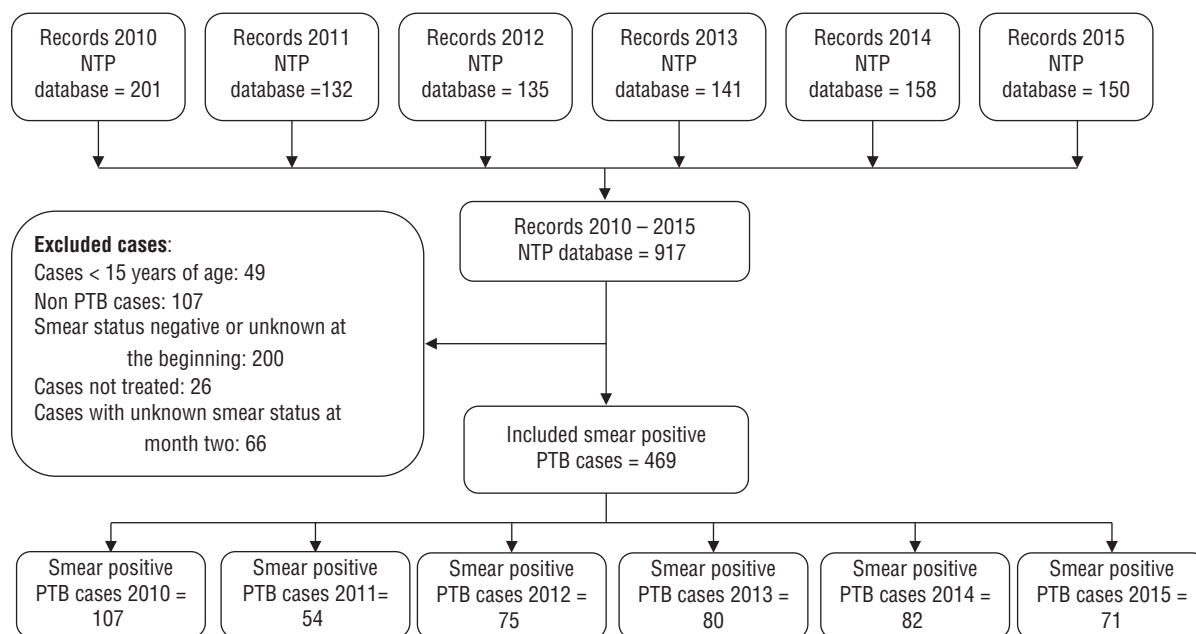 Records 2010
NTP
database = 201
Records 2011
NTP
database =132
Records 2012
NTP
database = 135
Records 2013
NTP
database = 141
Records 2014
NTP
database = 158
Records 2015
NTP
database = 150
Records 2010 – 2015
NTP database = 917
Excluded cases:
Cases < 15 years of age: 49
Non PTB cases: 107
Smear status negative or unknown at
the beginning: 200
Cases not treated: 26
Cases with unknown smear status at
month two: 66
Included smear positive
PTB cases = 469
Smear positive
PTB cases 2010 =
107
Smear positive
PTB cases 2011=
54
Smear positive
PTB cases 2012 =
75
Smear positive
PTB cases 2013 =
80
Smear positive
PTB cases 2014 =
82
Smear positive
PTB cases 2015 =
71